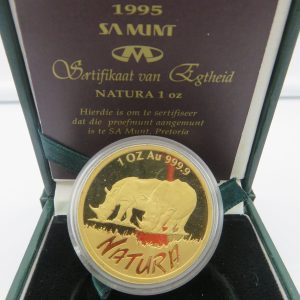 1995
SA MINT
Sertifikaat van Egtheid
NATURA 1 oz
Hierdie is om te sertifiseer
dat die proefmunt aangemunt
is te SA Munt, Pretoria
1 OZ Au 999.9
NATURA